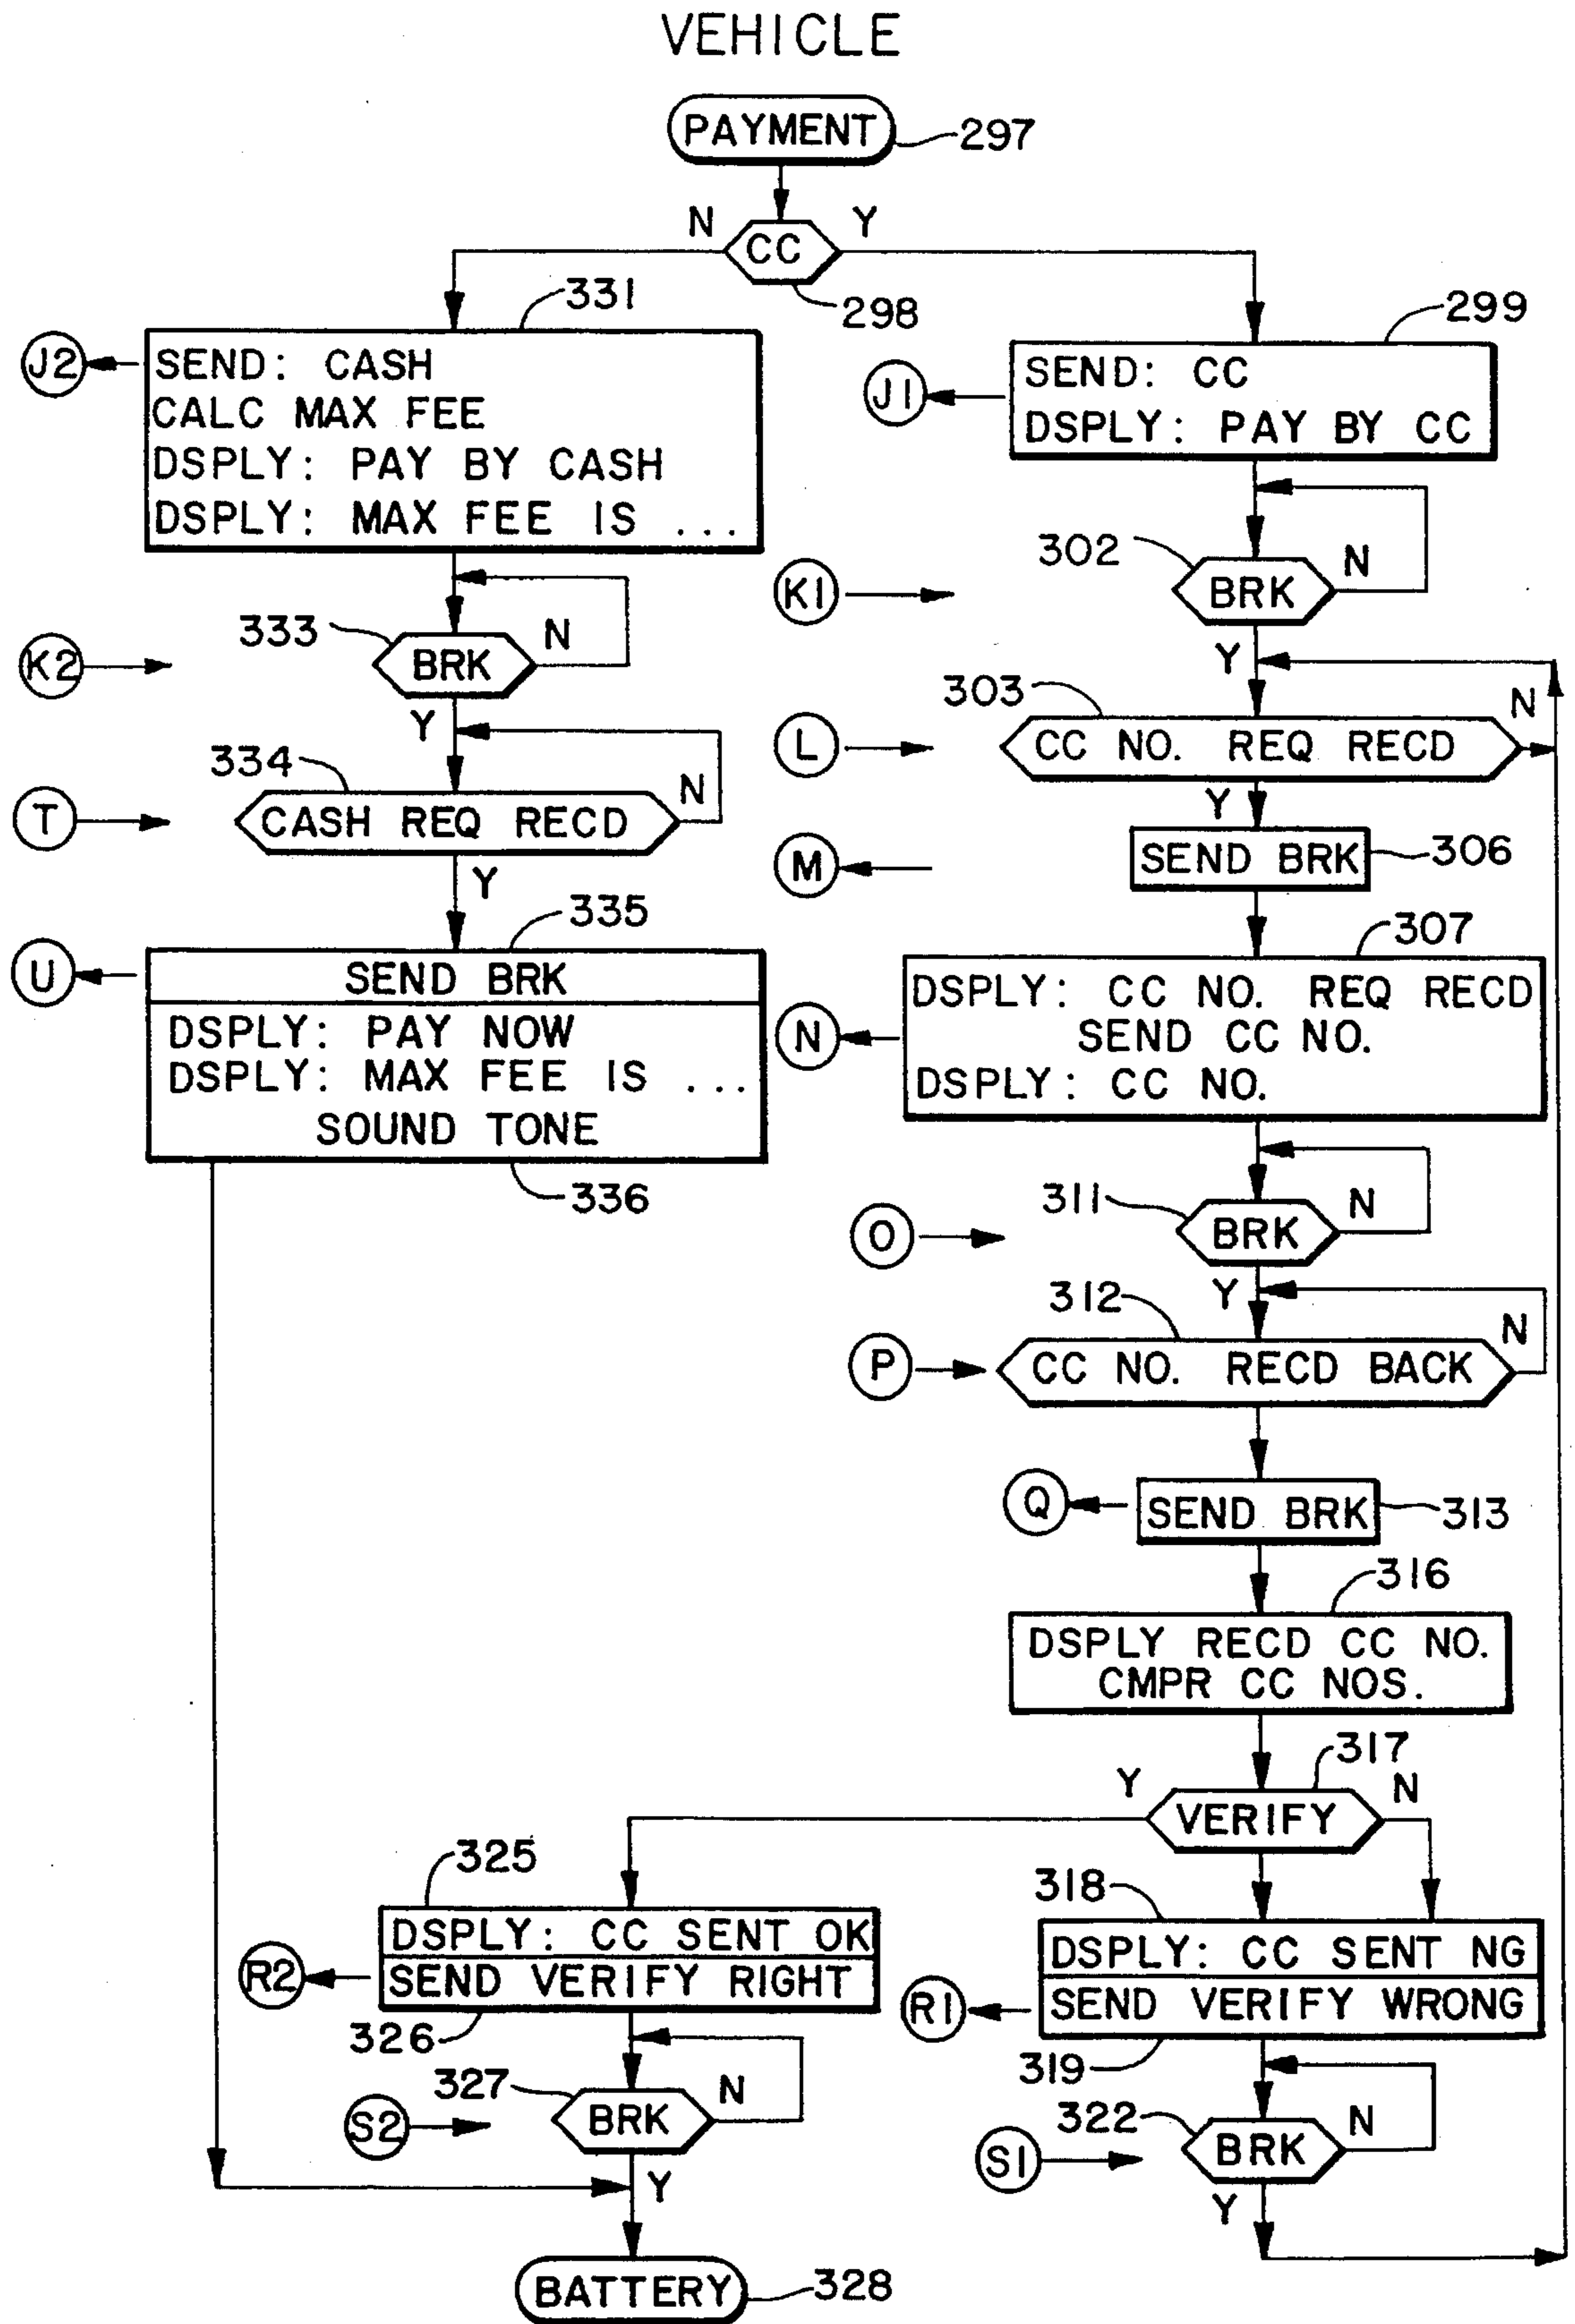 VEHICLE
PAYMENT
297
N
Y
CC
298
331
299
J2
SEND: CASH
CALC MAX FEE
DSPLY: PAY BY CASH
DSPLY: MAX FEE IS ...
J1
SEND: CC
DSPLY: PAY BY CC
302
BRK
N
K1
333
BRK
N
K2
Y
Y
303
CC NO. REQ RECD
N
L
334
CASH REQ RECD
N
T
Y
Y
SEND BRK
306
M
335
U
SEND BRK
DSPLY: PAY NOW
DSPLY: MAX FEE IS ...
SOUND TONE
336
307
N
DSPLY: CC NO. REQ RECD
SEND CC NO.
DSPLY: CC NO.
311
BRK
N
O
Y
312
CC NO. RECD BACK
N
P
Q
SEND BRK
313
316
DSPLY RECD CC NO.
CMPR CC NOS.
317
Y
VERIFY
N
325
DSPLY: CC SENT OK
SEND VERIFY RIGHT
R2
326
318
DSPLY: CC SENT NG
SEND VERIFY WRONG
R1
319
327
BRK
N
S2
322
BRK
N
S1
Y
Y
BATTERY
328